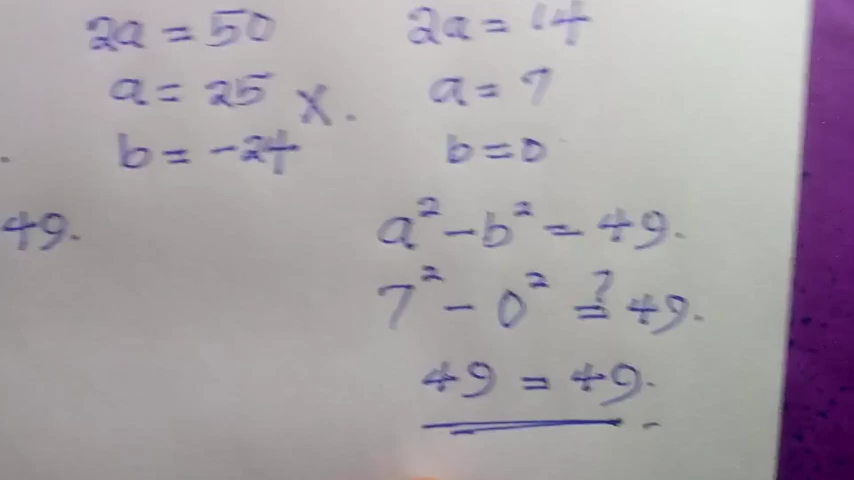 2a = 50
a = 25 X.
b = -24
49.
2a = 14
a = 7
b = 0
a² - b² = 49.
7² - 0² ≟ 49.
49 = 49.